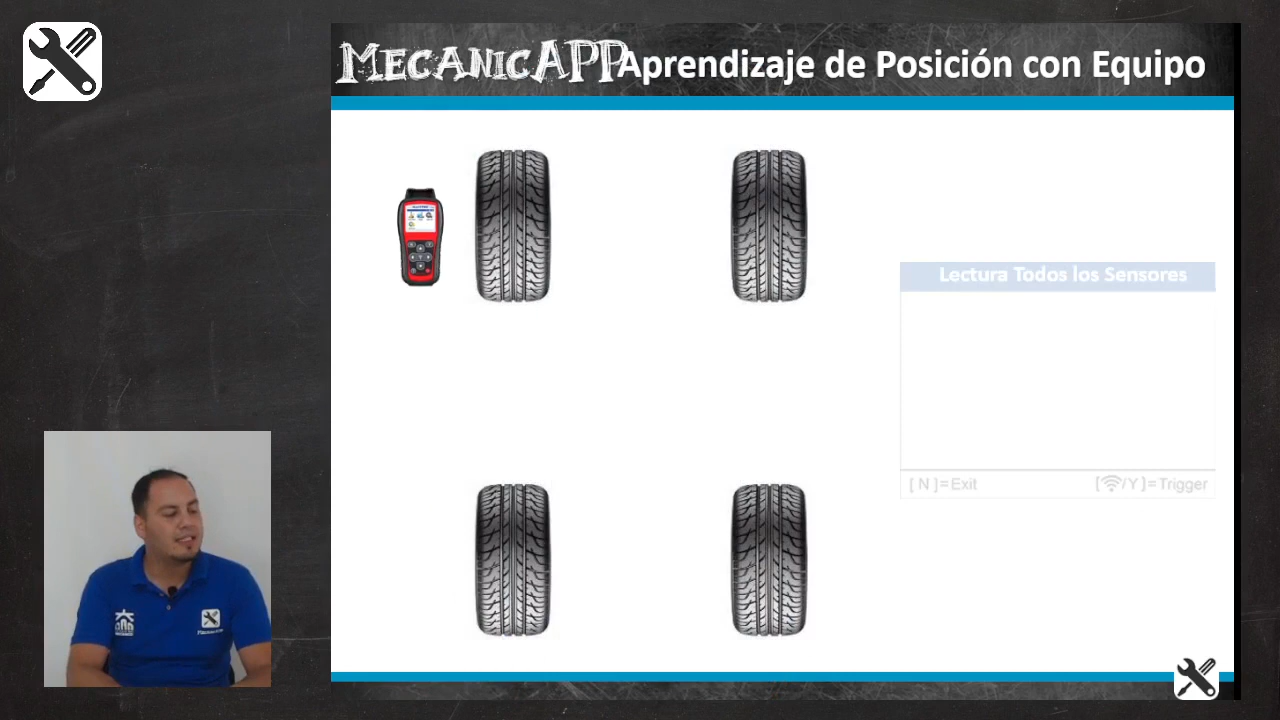 MECANICAPP Aprendizaje de Posición con Equipo
Lectura Todos los Sensores
[ N ]=Exit [ /Y ]=Trigger